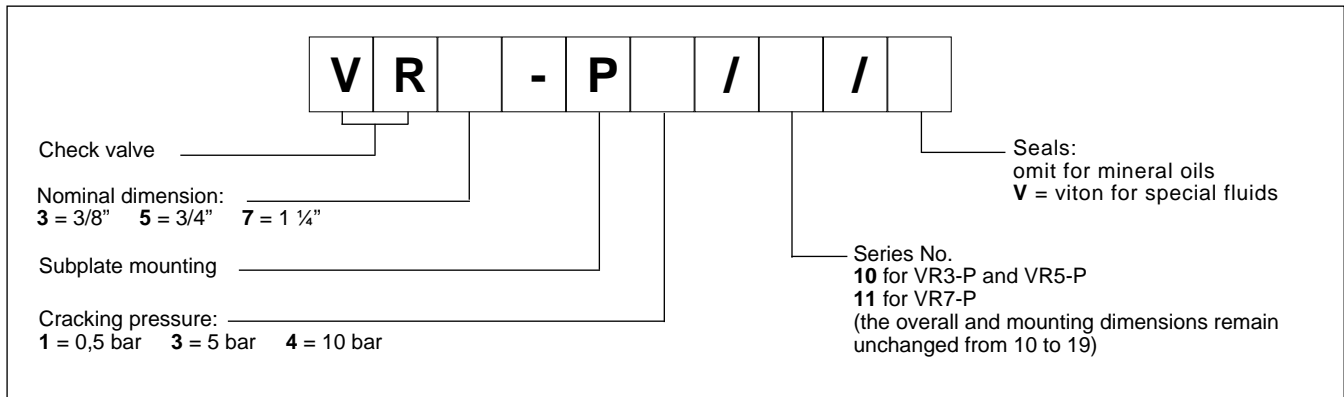 V R - P / /
Check valve
Nominal dimension:
3 = 3/8” 5 = 3/4” 7 = 1 ¼”
Subplate mounting
Cracking pressure:
1 = 0,5 bar 3 = 5 bar 4 = 10 bar
Seals:
omit for mineral oils
V = viton for special fluids
Series No.
10 for VR3-P and VR5-P
11 for VR7-P
(the overall and mounting dimensions remain
unchanged from 10 to 19)